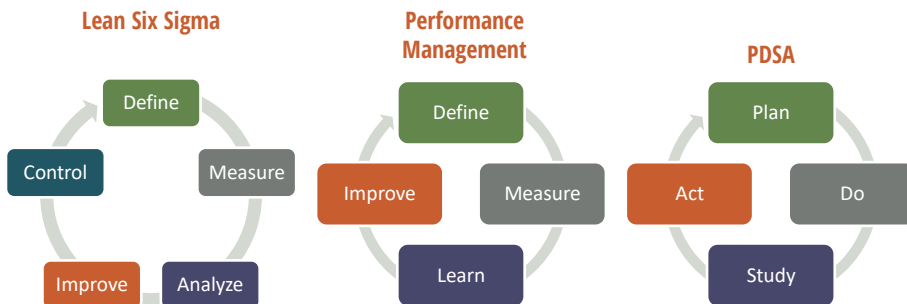 Lean Six Sigma
Define
Measure
Analyze
Improve
Control
Performance
Management
Define
Measure
Learn
Improve
PDSA
Plan
Do
Study
Act